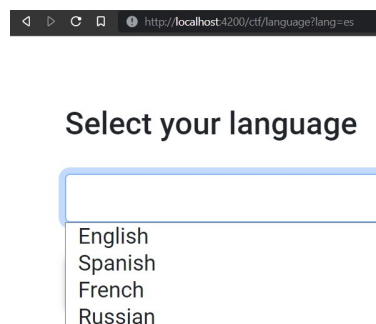 http://localhost:4200/ctf/language?lang=es
Select your language
English
Spanish
French
Russian